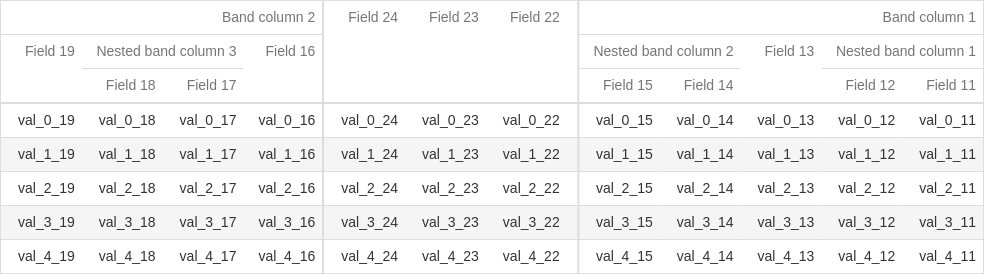 Band column 2 Field 24 Field 23 Field 22 Band column 1
Field 19 Nested band column 3 Field 16 Nested band column 2 Field 13 Nested band column 1
Field 18 Field 17 Field 15 Field 14 Field 12 Field 11
val_0_19 val_0_18 val_0_17 val_0_16 val_0_24 val_0_23 val_0_22 val_0_15 val_0_14 val_0_13 val_0_12 val_0_11
val_1_19 val_1_18 val_1_17 val_1_16 val_1_24 val_1_23 val_1_22 val_1_15 val_1_14 val_1_13 val_1_12 val_1_11
val_2_19 val_2_18 val_2_17 val_2_16 val_2_24 val_2_23 val_2_22 val_2_15 val_2_14 val_2_13 val_2_12 val_2_11
val_3_19 val_3_18 val_3_17 val_3_16 val_3_24 val_3_23 val_3_22 val_3_15 val_3_14 val_3_13 val_3_12 val_3_11
val_4_19 val_4_18 val_4_17 val_4_16 val_4_24 val_4_23 val_4_22 val_4_15 val_4_14 val_4_13 val_4_12 val_4_11